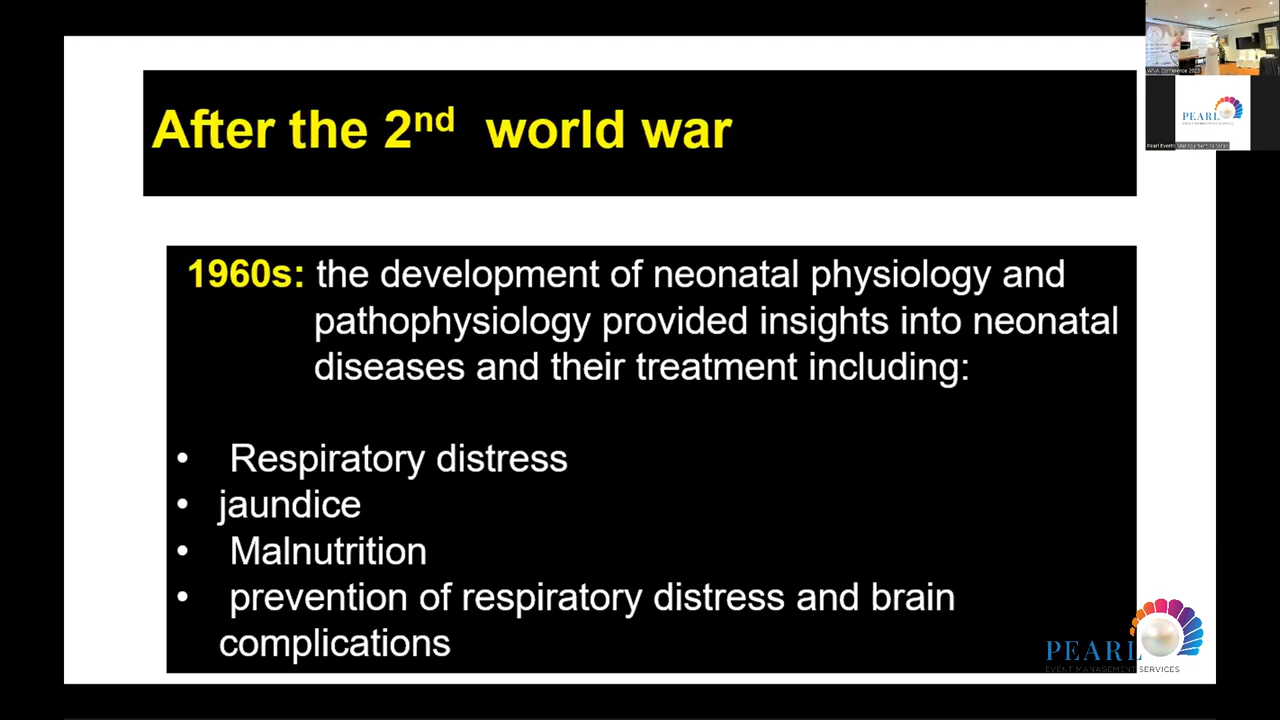 After the 2nd world war
1960s: the development of neonatal physiology and
pathophysiology provided insights into neonatal
diseases and their treatment including:
• Respiratory distress
• jaundice
• Malnutrition
• prevention of respiratory distress and brain
complications
PEARL
EVENT MANAGEMENT SERVICES
PEARL